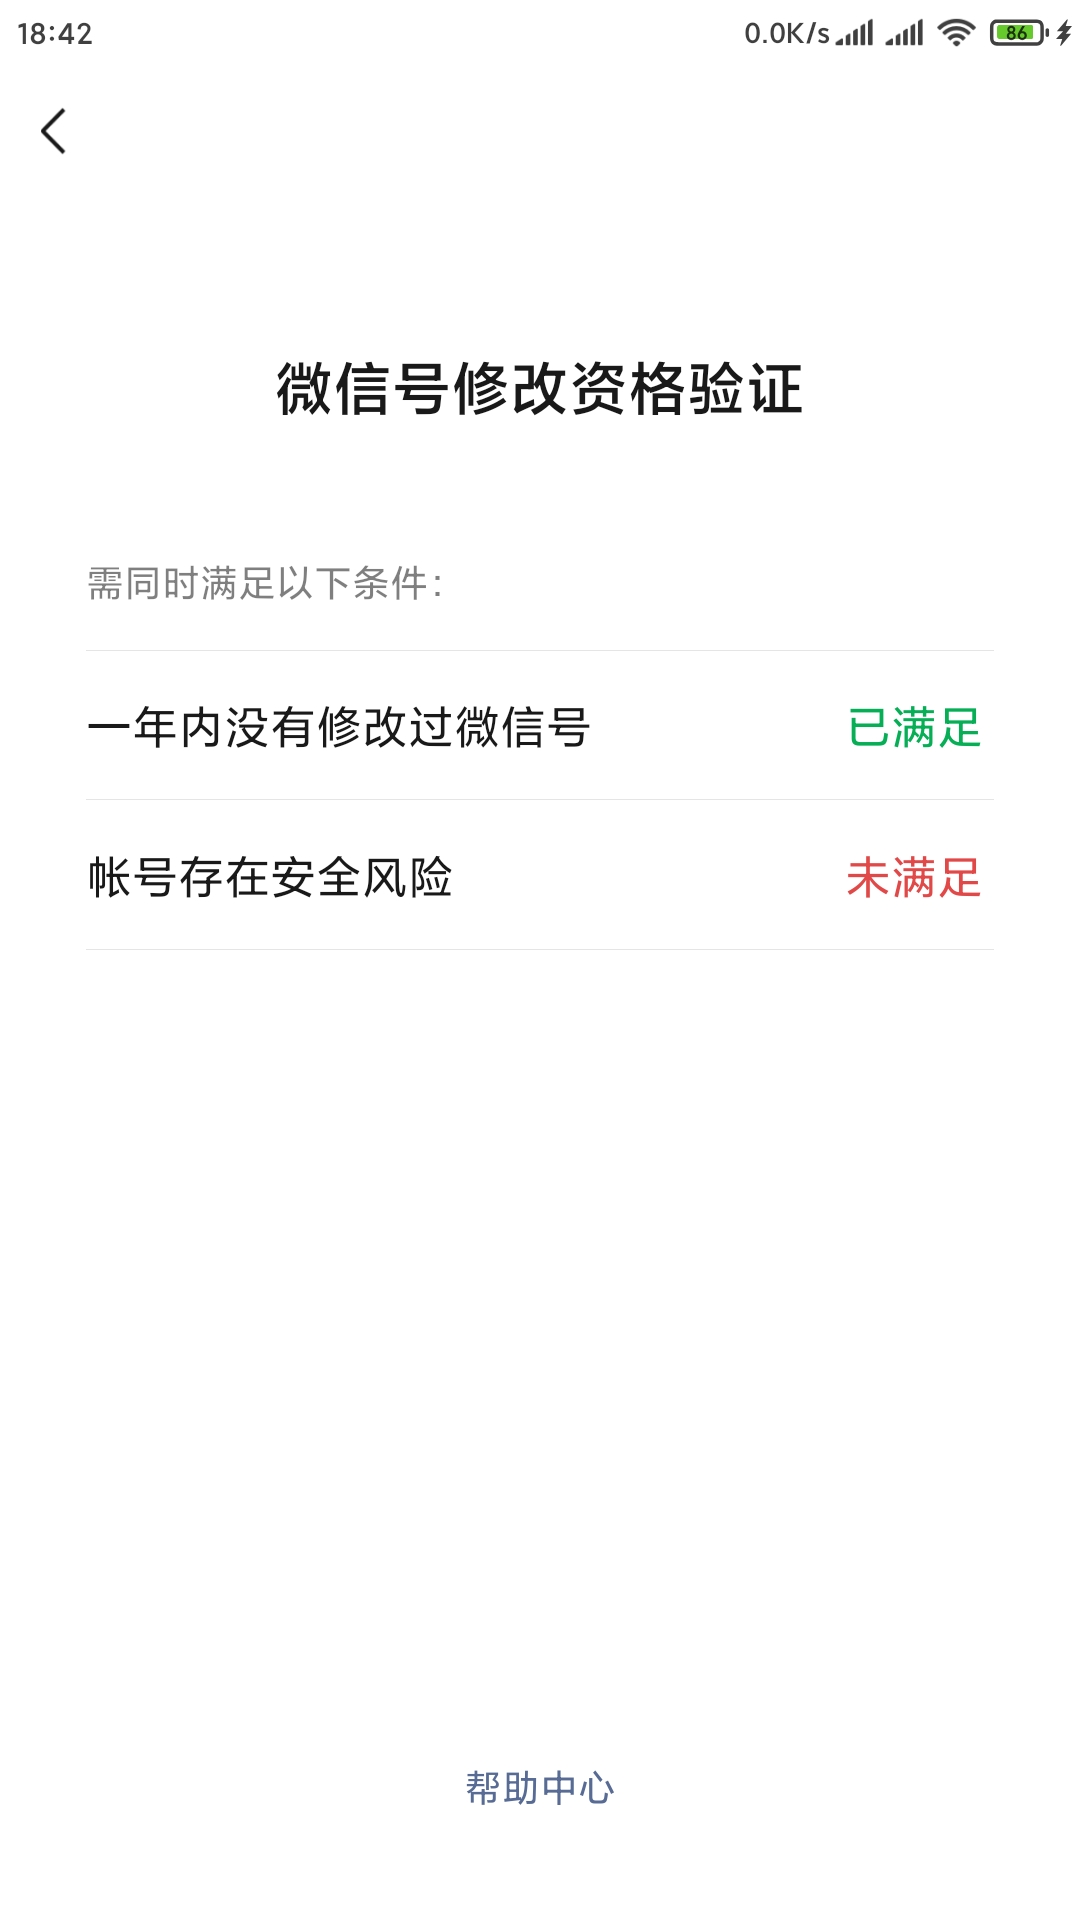 18:42 0.0K/s 86
微信号修改资格验证
需同时满足以下条件:
一年内没有修改过微信号 已满足
帐号存在安全风险 未满足
帮助中心